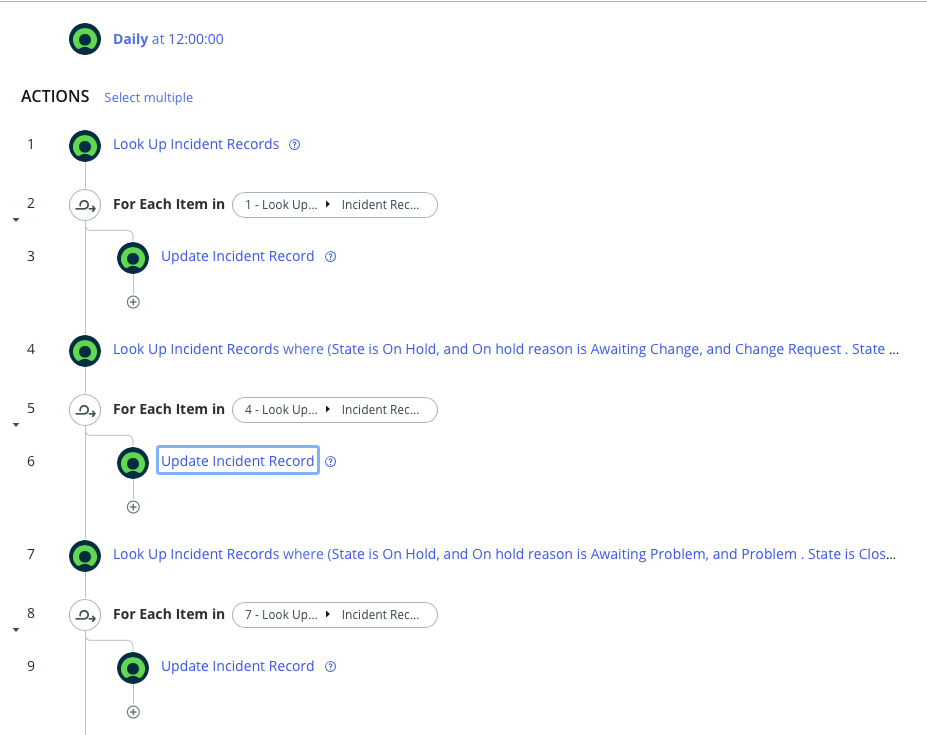 Daily at 12:00:00
ACTIONS Select multiple
1 Look Up Incident Records ?
2 For Each Item in 1 - Look Up... Incident Rec...
3 Update Incident Record ?
4 Look Up Incident Records where (State is On Hold, and On hold reason is Awaiting Change, and Change Request . State ...
5 For Each Item in 4 - Look Up... Incident Rec...
6 Update Incident Record ?
7 Look Up Incident Records where (State is On Hold, and On hold reason is Awaiting Problem, and Problem . State is Clos...
8 For Each Item in 7 - Look Up... Incident Rec...
9 Update Incident Record ?